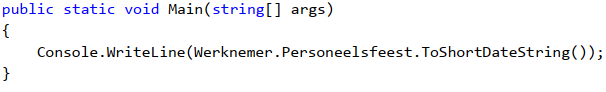 public static void Main(string[] args)
{
    Console.WriteLine(Werknemer.Personeelsfeest.ToShortDateString());
}